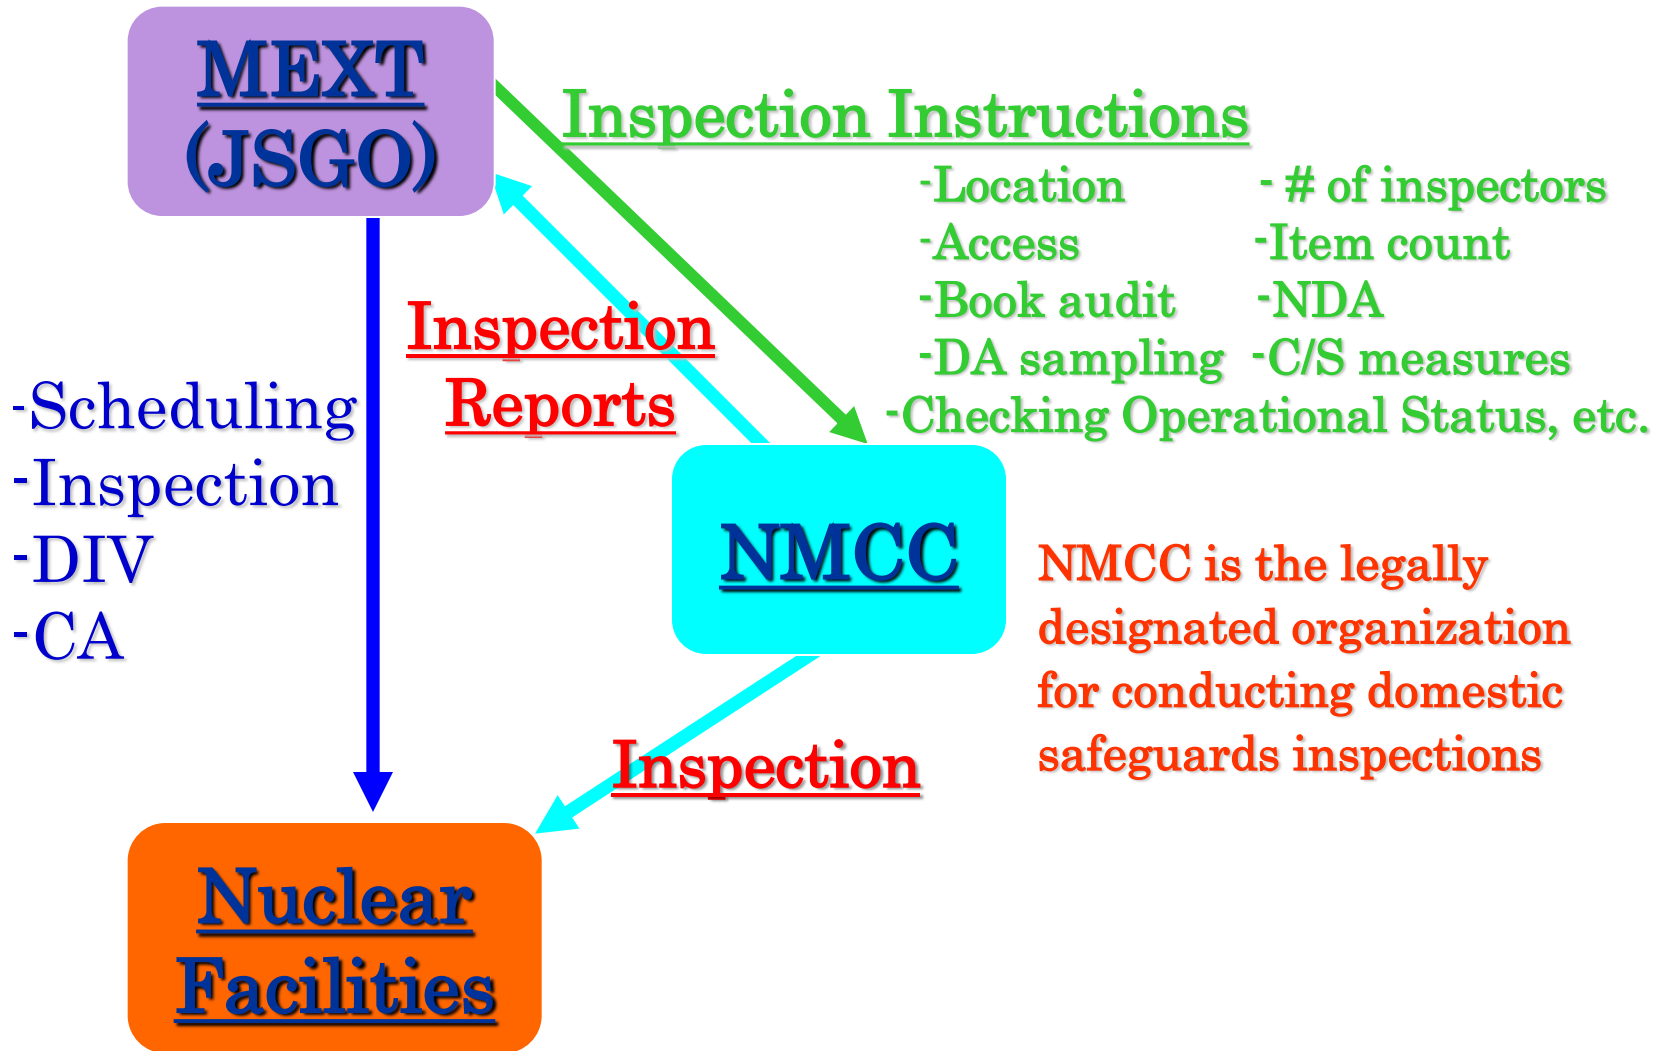 MEXT
(JSGO)
Inspection Instructions
-Location - # of inspectors
-Access -Item count
-Book audit -NDA
-DA sampling -C/S measures
-Checking Operational Status, etc.
Inspection
Reports
-Scheduling
-Inspection
-DIV
-CA
NMCC
NMCC is the legally
designated organization
for conducting domestic
safeguards inspections
Inspection
Nuclear
Facilities